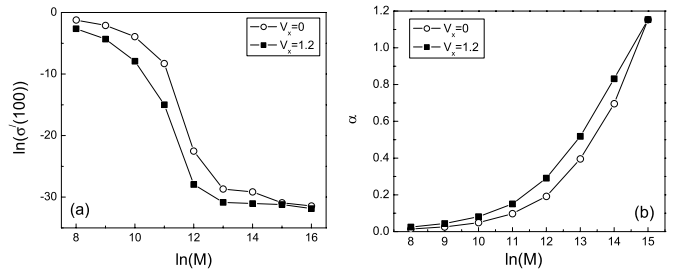 0
-10
-20
-30
ln(σ'(100))
V_x=0
V_x=1.2
(a)
8 9 10 11 12 13 14 15 16
ln(M)
1.2
1.0
0.8
0.6
0.4
0.2
0.0
α
V_x=0
V_x=1.2
(b)
8 9 10 11 12 13 14 15
ln(M)